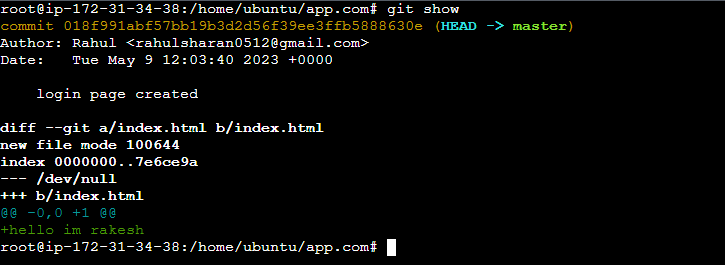 root@ip-172-31-34-38:/home/ubuntu/app.com# git show
commit 018f991abf57bb19b3d2d56f39ee3ffb5888630e (HEAD -> master)
Author: Rahul <rahulsharan0512@gmail.com>
Date:   Tue May 9 12:03:40 2023 +0000
    login page created
diff --git a/index.html b/index.html
new file mode 100644
index 0000000..7e6ce9a
--- /dev/null
+++ b/index.html
@@ -0,0 +1 @@
+hello im rakesh
root@ip-172-31-34-38:/home/ubuntu/app.com#